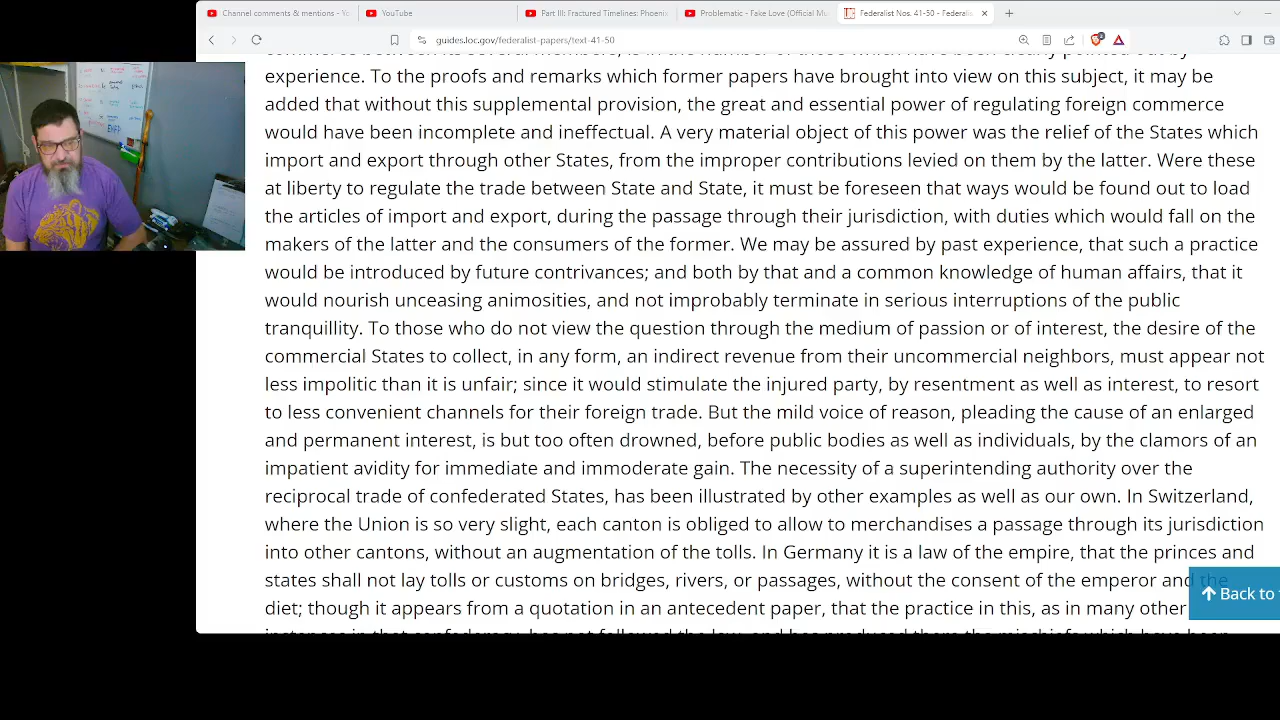 Channel comments & mentions - Yo
YouTube
Part III: Fractured Timelines: Phoeni
Problematic - Fake Love (Official Mu
Federalist Nos. 41-50 - Federali
guides.loc.gov/federalist-papers/text-41-50
experience. To the proofs and remarks which former papers have brought into view on this subject, it may be
added that without this supplemental provision, the great and essential power of regulating foreign commerce
would have been incomplete and ineffectual. A very material object of this power was the relief of the States which
import and export through other States, from the improper contributions levied on them by the latter. Were these
at liberty to regulate the trade between State and State, it must be foreseen that ways would be found out to load
the articles of import and export, during the passage through their jurisdiction, with duties which would fall on the
makers of the latter and the consumers of the former. We may be assured by past experience, that such a practice
would be introduced by future contrivances; and both by that and a common knowledge of human affairs, that it
would nourish unceasing animosities, and not improbably terminate in serious interruptions of the public
tranquillity. To those who do not view the question through the medium of passion or of interest, the desire of the
commercial States to collect, in any form, an indirect revenue from their uncommercial neighbors, must appear not
less impolitic than it is unfair; since it would stimulate the injured party, by resentment as well as interest, to resort
to less convenient channels for their foreign trade. But the mild voice of reason, pleading the cause of an enlarged
and permanent interest, is but too often drowned, before public bodies as well as individuals, by the clamors of an
impatient avidity for immediate and immoderate gain. The necessity of a superintending authority over the
reciprocal trade of confederated States, has been illustrated by other examples as well as our own. In Switzerland,
where the Union is so very slight, each canton is obliged to allow to merchandises a passage through its jurisdiction
into other cantons, without an augmentation of the tolls. In Germany it is a law of the empire, that the princes and
states shall not lay tolls or customs on bridges, rivers, or passages, without the consent of the emperor and the
diet; though it appears from a quotation in an antecedent paper, that the practice in this, as in many other
Back to